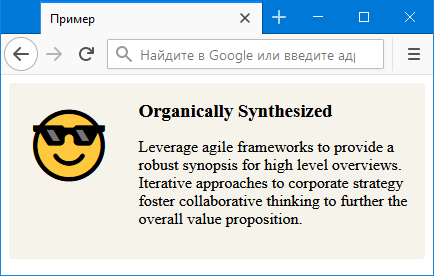 Пример
Найдите в Google или введите адр
Organically Synthesized
Leverage agile frameworks to provide a
robust synopsis for high level overviews.
Iterative approaches to corporate strategy
foster collaborative thinking to further the
overall value proposition.